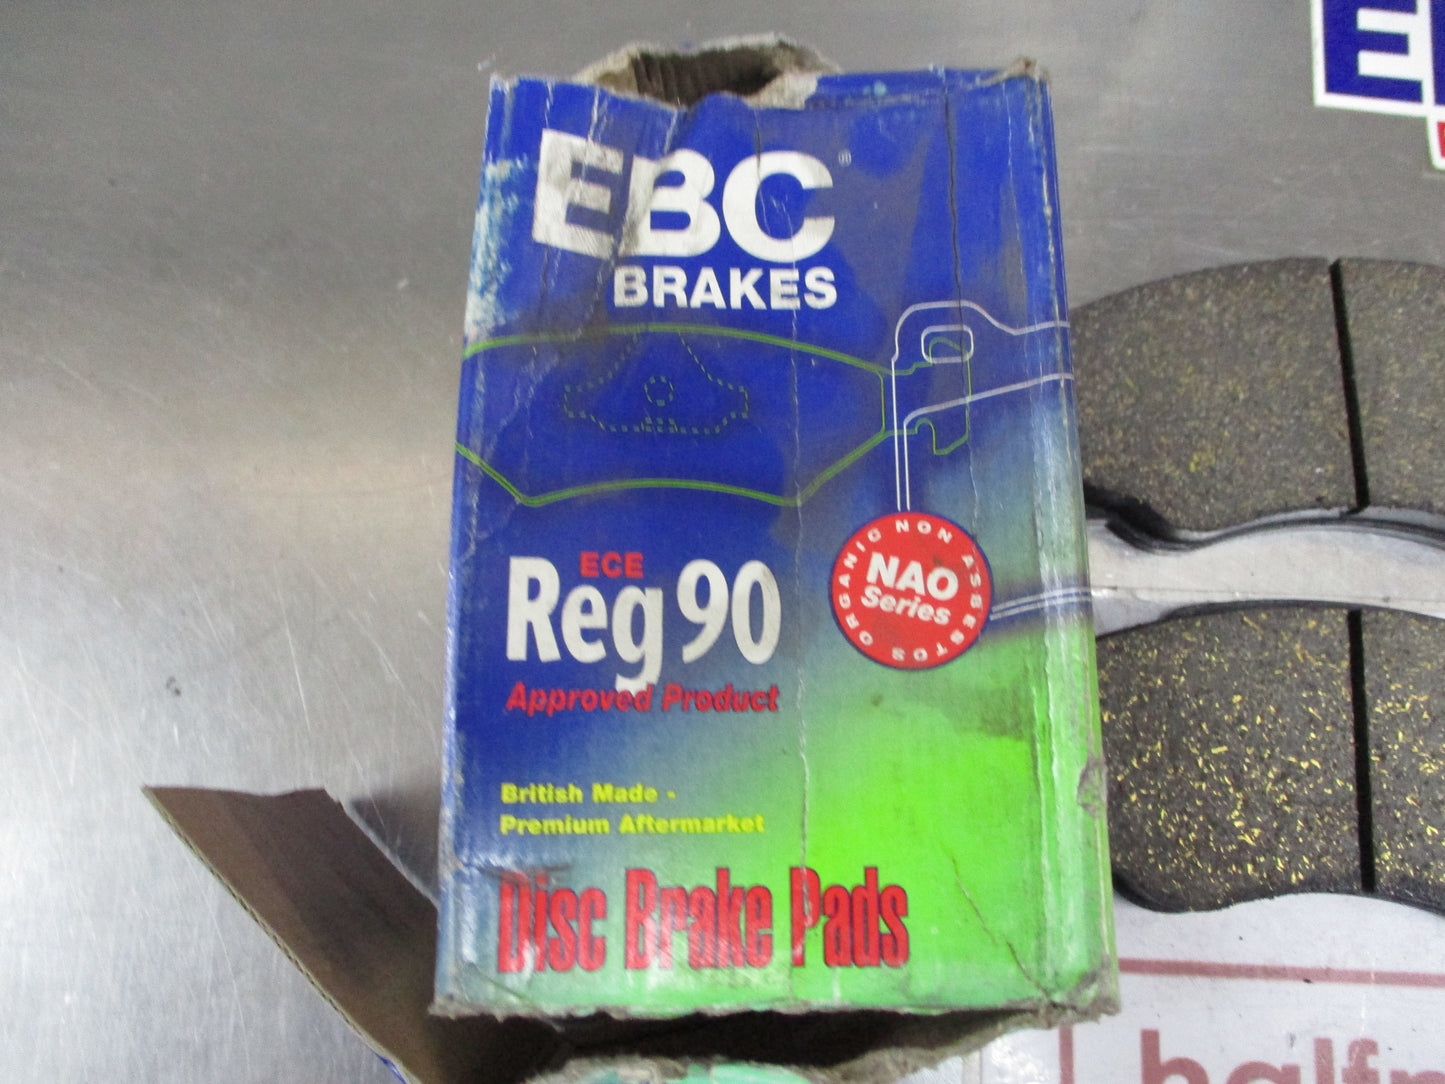 EBC®
BRAKES
ECE
Reg 90
Approved Product
ORGANIC NON ASBESTOS
NAO
Series
British Made -
Premium Aftermarket
Disc Brake Pads
E
half